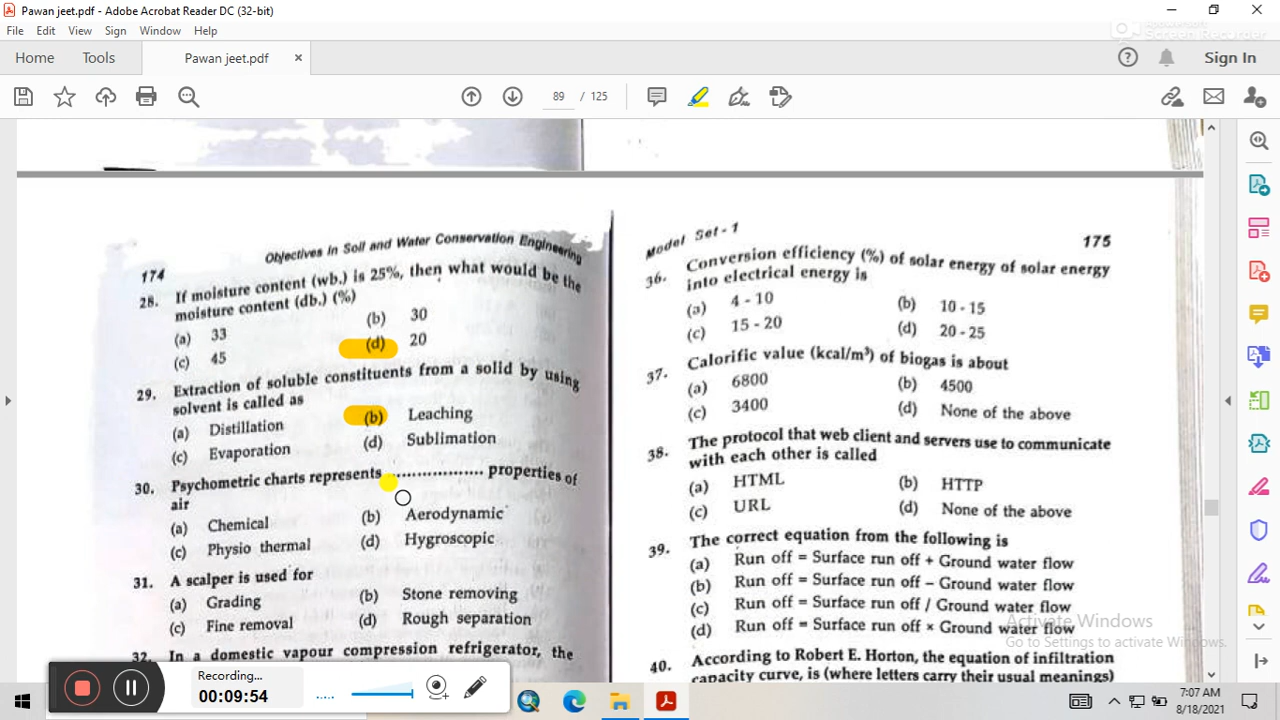 Pawan jeet.pdf - Adobe Acrobat Reader DC (32-bit)
File Edit View Sign Window Help
Home Tools Pawan jeet.pdf × Sign In
89 / 125
174 Objectives in Soil and Water Conservation Engineering
28. If moisture content (wb.) is 25%, then what would be the
moisture content (db.) (%)
(a) 33 (b) 30
(c) 45 (d) 20
29. Extraction of soluble constituents from a solid by using
solvent is called as
(a) Distillation (b) Leaching
(c) Evaporation (d) Sublimation
30. Psychometric charts represents .................. properties of
air
(a) Chemical (b) Aerodynamic
(c) Physio thermal (d) Hygroscopic
31. A scalper is used for
(a) Grading (b) Stone removing
(c) Fine removal (d) Rough separation
32. In a domestic vapour compression refrigerator, the
Model Set - 1 175
36. Conversion efficiency (%) of solar energy of solar energy
into electrical energy is
(a) 4 - 10 (b) 10 - 15
(c) 15 - 20 (d) 20 - 25
37. Calorific value (kcal/m³) of biogas is about
(a) 6800 (b) 4500
(c) 3400 (d) None of the above
38. The protocol that web client and servers use to communicate
with each other is called
(a) HTML (b) HTTP
(c) URL (d) None of the above
39. The correct equation from the following is
(a) Run off = Surface run off + Ground water flow
(b) Run off = Surface run off – Ground water flow
(c) Run off = Surface run off / Ground water flow
(d) Run off = Surface run off × Ground water flow
40. According to Robert E. Horton, the equation of infiltration
capacity curve, is (where letters carry their usual meanings)
Activate Windows
Go to Settings to activate Windows.
Recording...
00:09:54
7:07 AM
8/18/2021
Screen Recorder